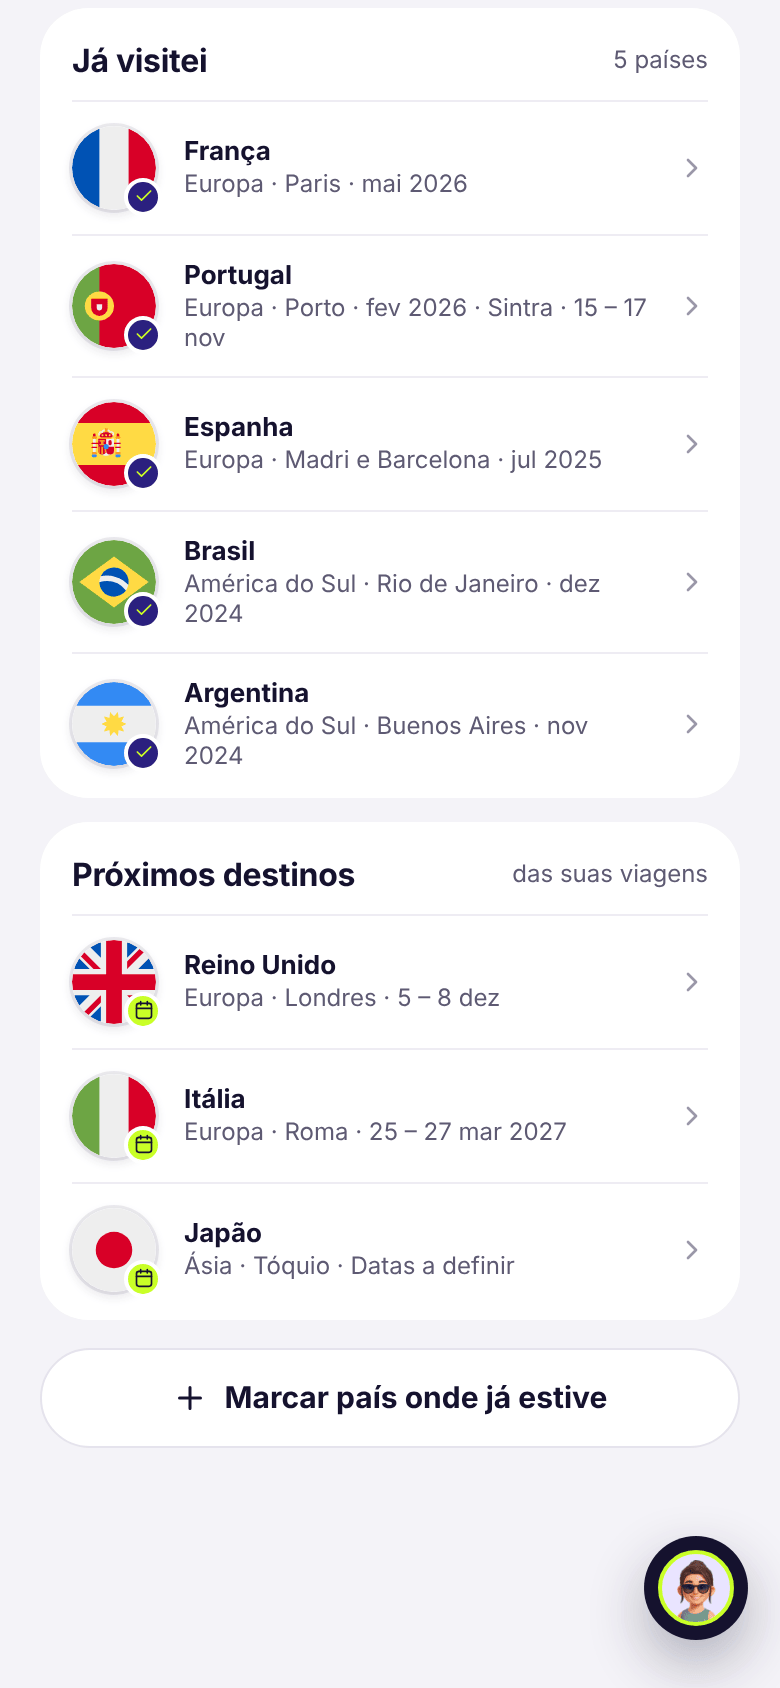 Já visitei
5 países
França
Europa · Paris · mai 2026
Portugal
Europa · Porto · fev 2026 · Sintra · 15 – 17
nov
Espanha
Europa · Madri e Barcelona · jul 2025
Brasil
América do Sul · Rio de Janeiro · dez
2024
Argentina
América do Sul · Buenos Aires · nov
2024
Próximos destinos
das suas viagens
Reino Unido
Europa · Londres · 5 – 8 dez
Itália
Europa · Roma · 25 – 27 mar 2027
Japão
Ásia · Tóquio · Datas a definir
Marcar país onde já estive